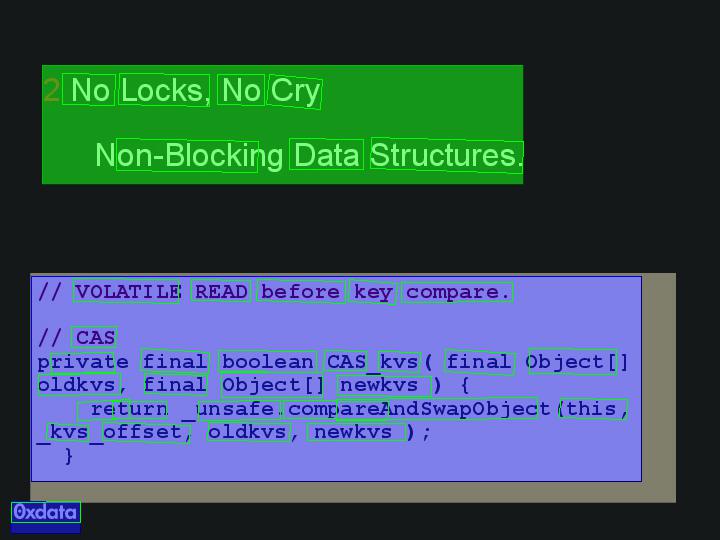 2 No Locks, No Cry
Non-Blocking Data Structures.
// VOLATILE READ before key compare.
// CAS
private final boolean CAS_kvs( final Object[]
oldkvs, final Object[] newkvs ) {
return _unsafe.compareAndSwapObject(this,
_kvs_offset, oldkvs, newkvs );
}
0xdata